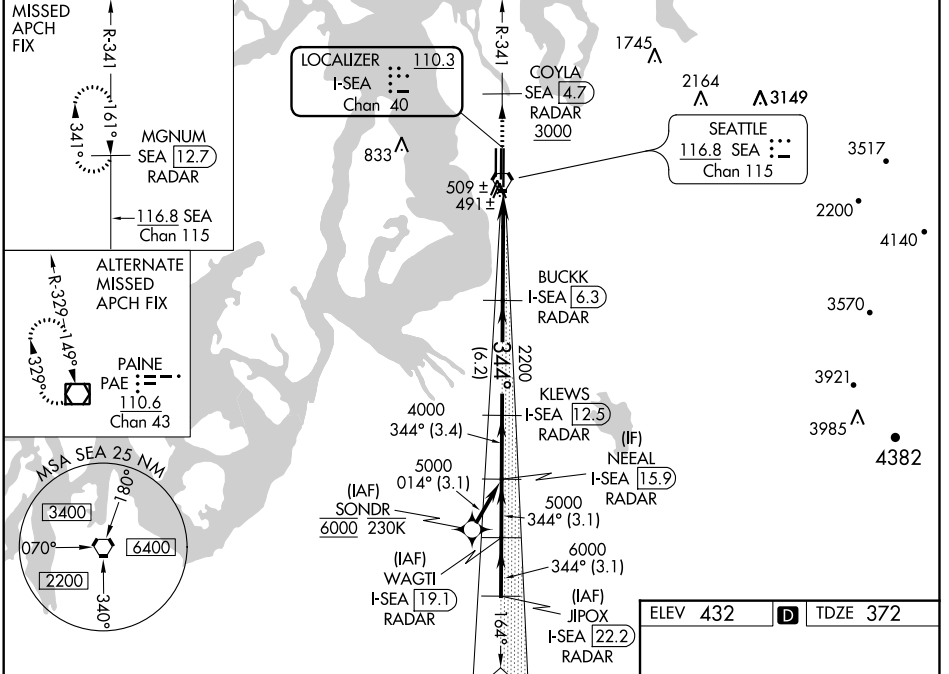 MISSED
APCH
FIX
R-341
161°
341°
MGNUM
SEA 12.7
RADAR
116.8 SEA
Chan 115
ALTERNATE
MISSED
APCH FIX
R-329
149°
329°
PAINE
PAE
110.6
Chan 43
MSA SEA 25 NM
180°
3400
070°
6400
2200
340°
LOCALIZER 110.3
I-SEA
Chan 40
R-341
COYLA
SEA 4.7
RADAR
3000
833
1745
2164
3149
SEATTLE
116.8 SEA
Chan 115
3517
2200
4140
3570
3921
3985
4382
509 ±
491±
BUCKK
I-SEA 6.3
RADAR
2200
344°
(6.2)
KLEWS
I-SEA 12.5
RADAR
4000
344° (3.4)
(IF)
NEEAL
I-SEA 15.9
RADAR
5000
014° (3.1)
(IAF)
SONDR
6000 230K
5000
344° (3.1)
(IAF)
WAGTI
I-SEA 19.1
RADAR
6000
344° (3.1)
(IAF)
JIPOX
I-SEA 22.2
RADAR
164°
ELEV 432 D TDZE 372